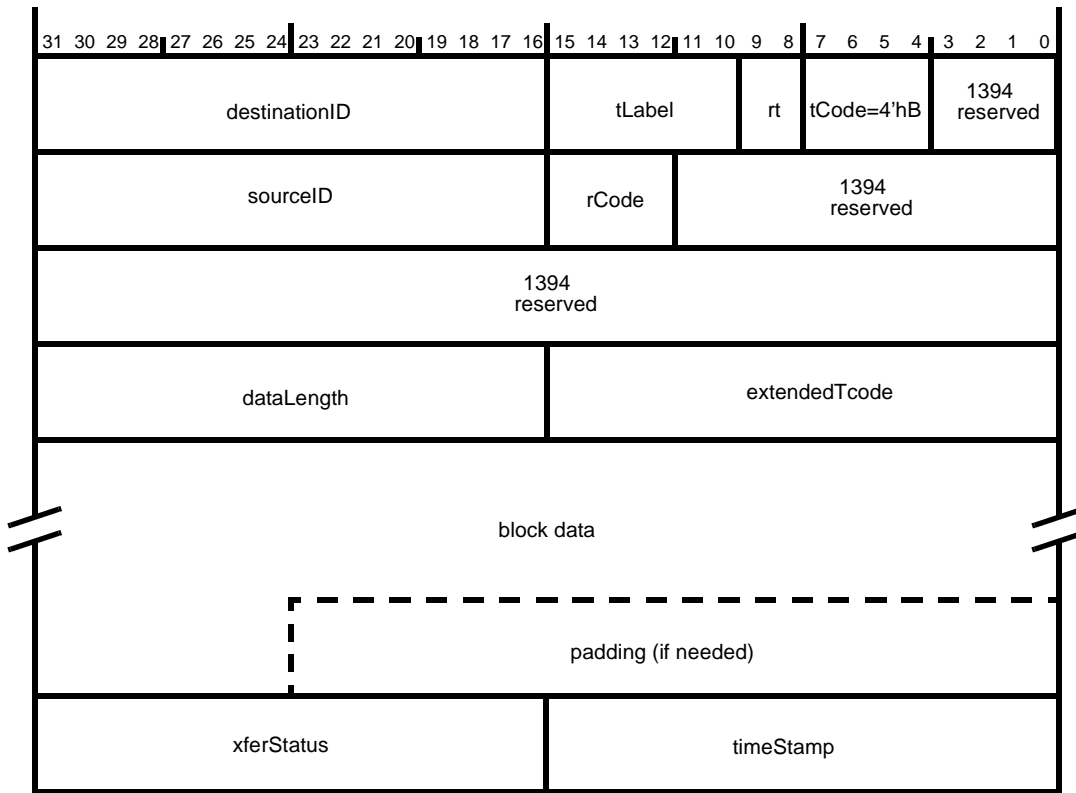 31 30 29 28 27 26 25 24 23 22 21 20 19 18 17 16 15 14 13 12 11 10 9 8 7 6 5 4 3 2 1 0
destinationID
tLabel
rt
tCode=4'hB
1394
reserved
sourceID
rCode
1394
reserved
1394
reserved
dataLength
extendedTcode
block data
padding (if needed)
xferStatus
timeStamp